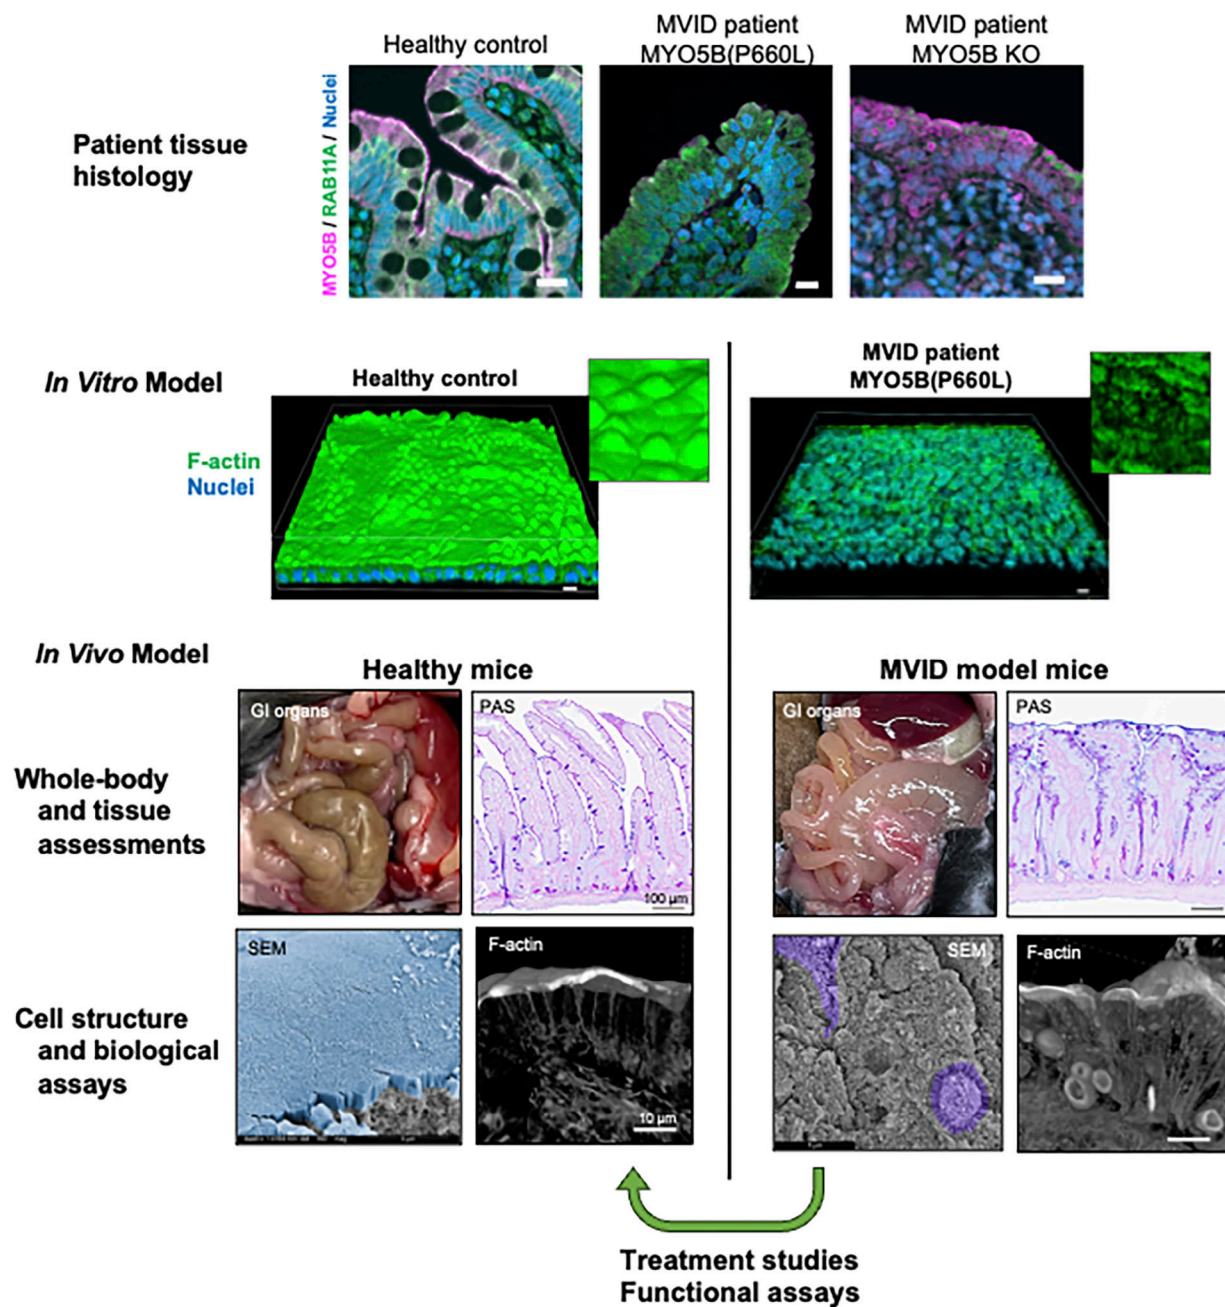 Healthy control
MVID patient
MYO5B(P660L)
MVID patient
MYO5B KO
Patient tissue
histology
MYO5B / RAB11A / Nuclei
In Vitro Model
Healthy control
MVID patient
MYO5B(P660L)
F-actin
Nuclei
In Vivo Model
Healthy mice
MVID model mice
GI organs
PAS
GI organs
PAS
Whole-body
and tissue
assessments
100 µm
SEM
F-actin
SEM
F-actin
Cell structure
and biological
assays
10 µm
Treatment studies
Functional assays